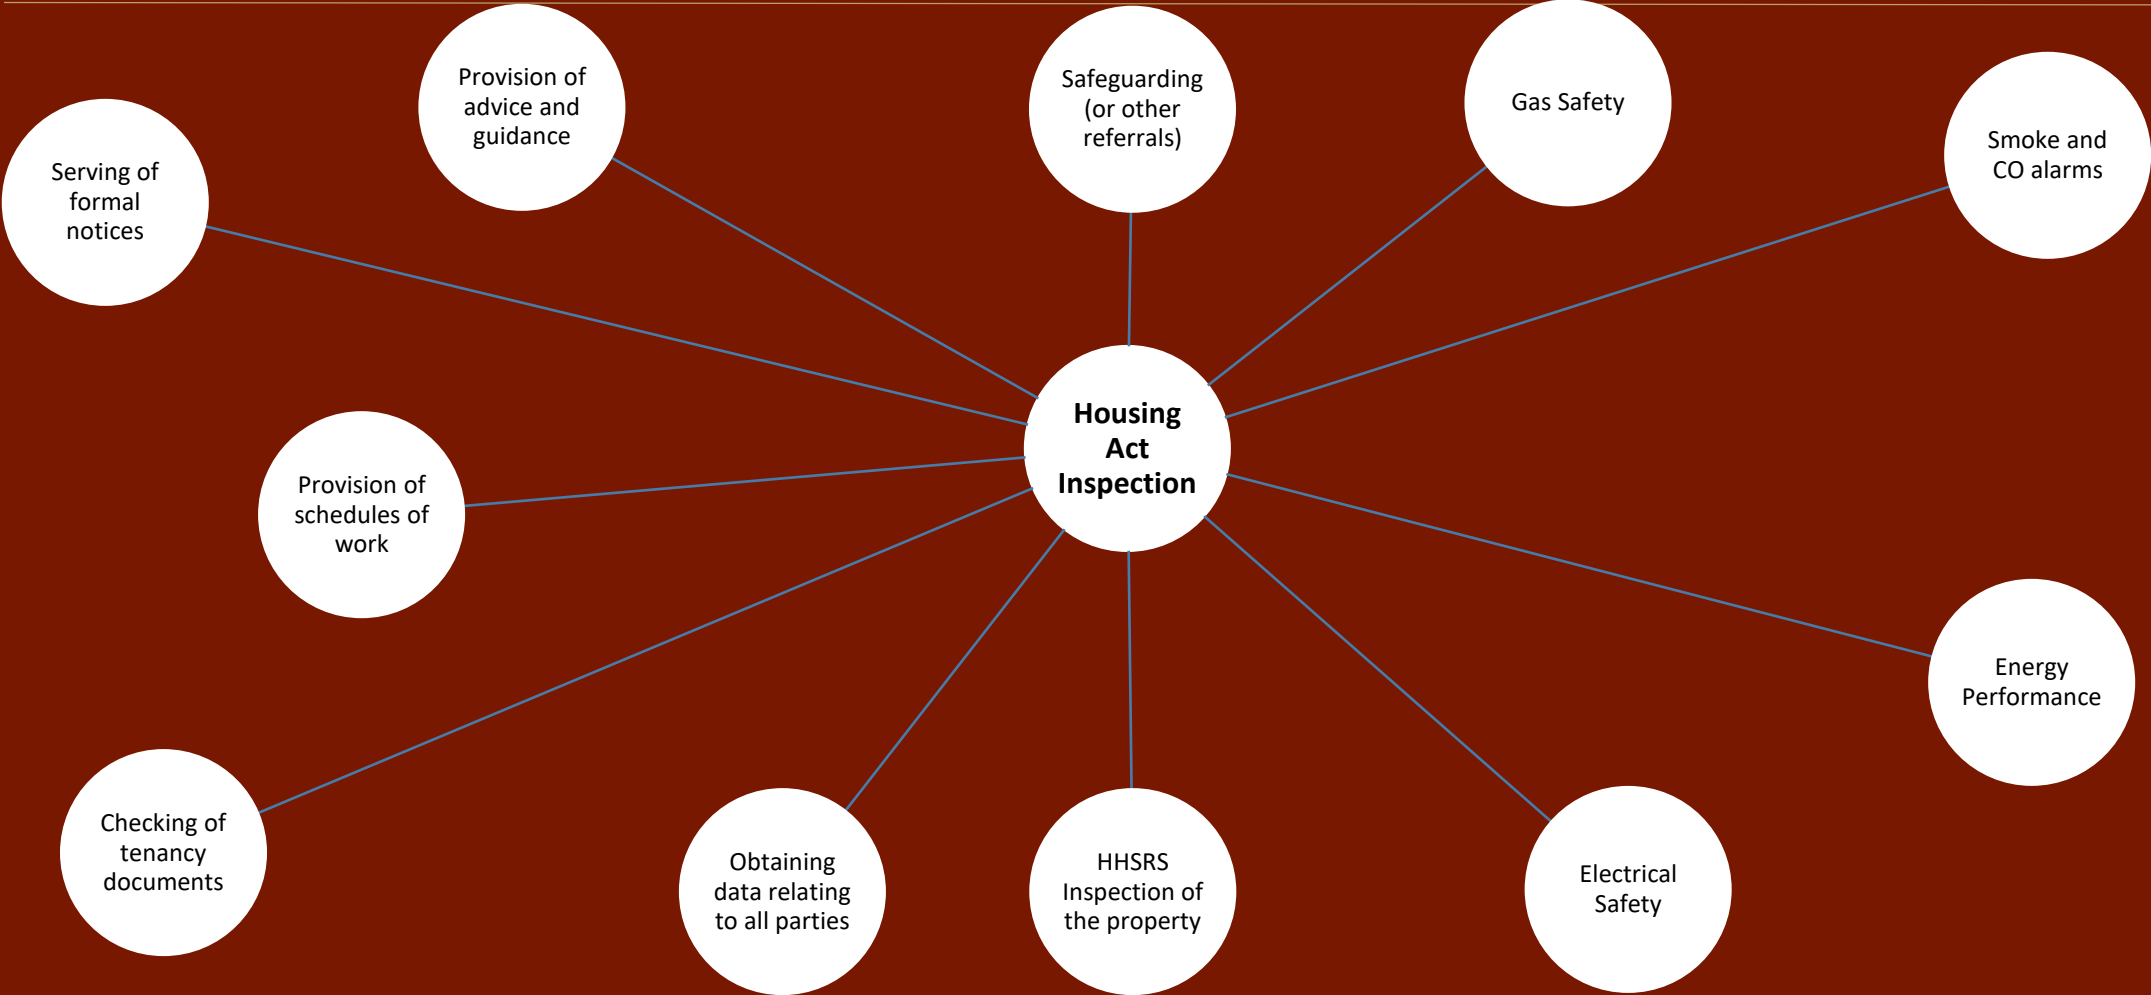 Provision of
advice and
guidance
Safeguarding
(or other
referrals)
Gas Safety
Smoke and
CO alarms
Serving of
formal
notices
Housing
Act
Inspection
Provision of
schedules of
work
Energy
Performance
Checking of
tenancy
documents
Obtaining
data relating
to all parties
HHSRS
Inspection of
the property
Electrical
Safety